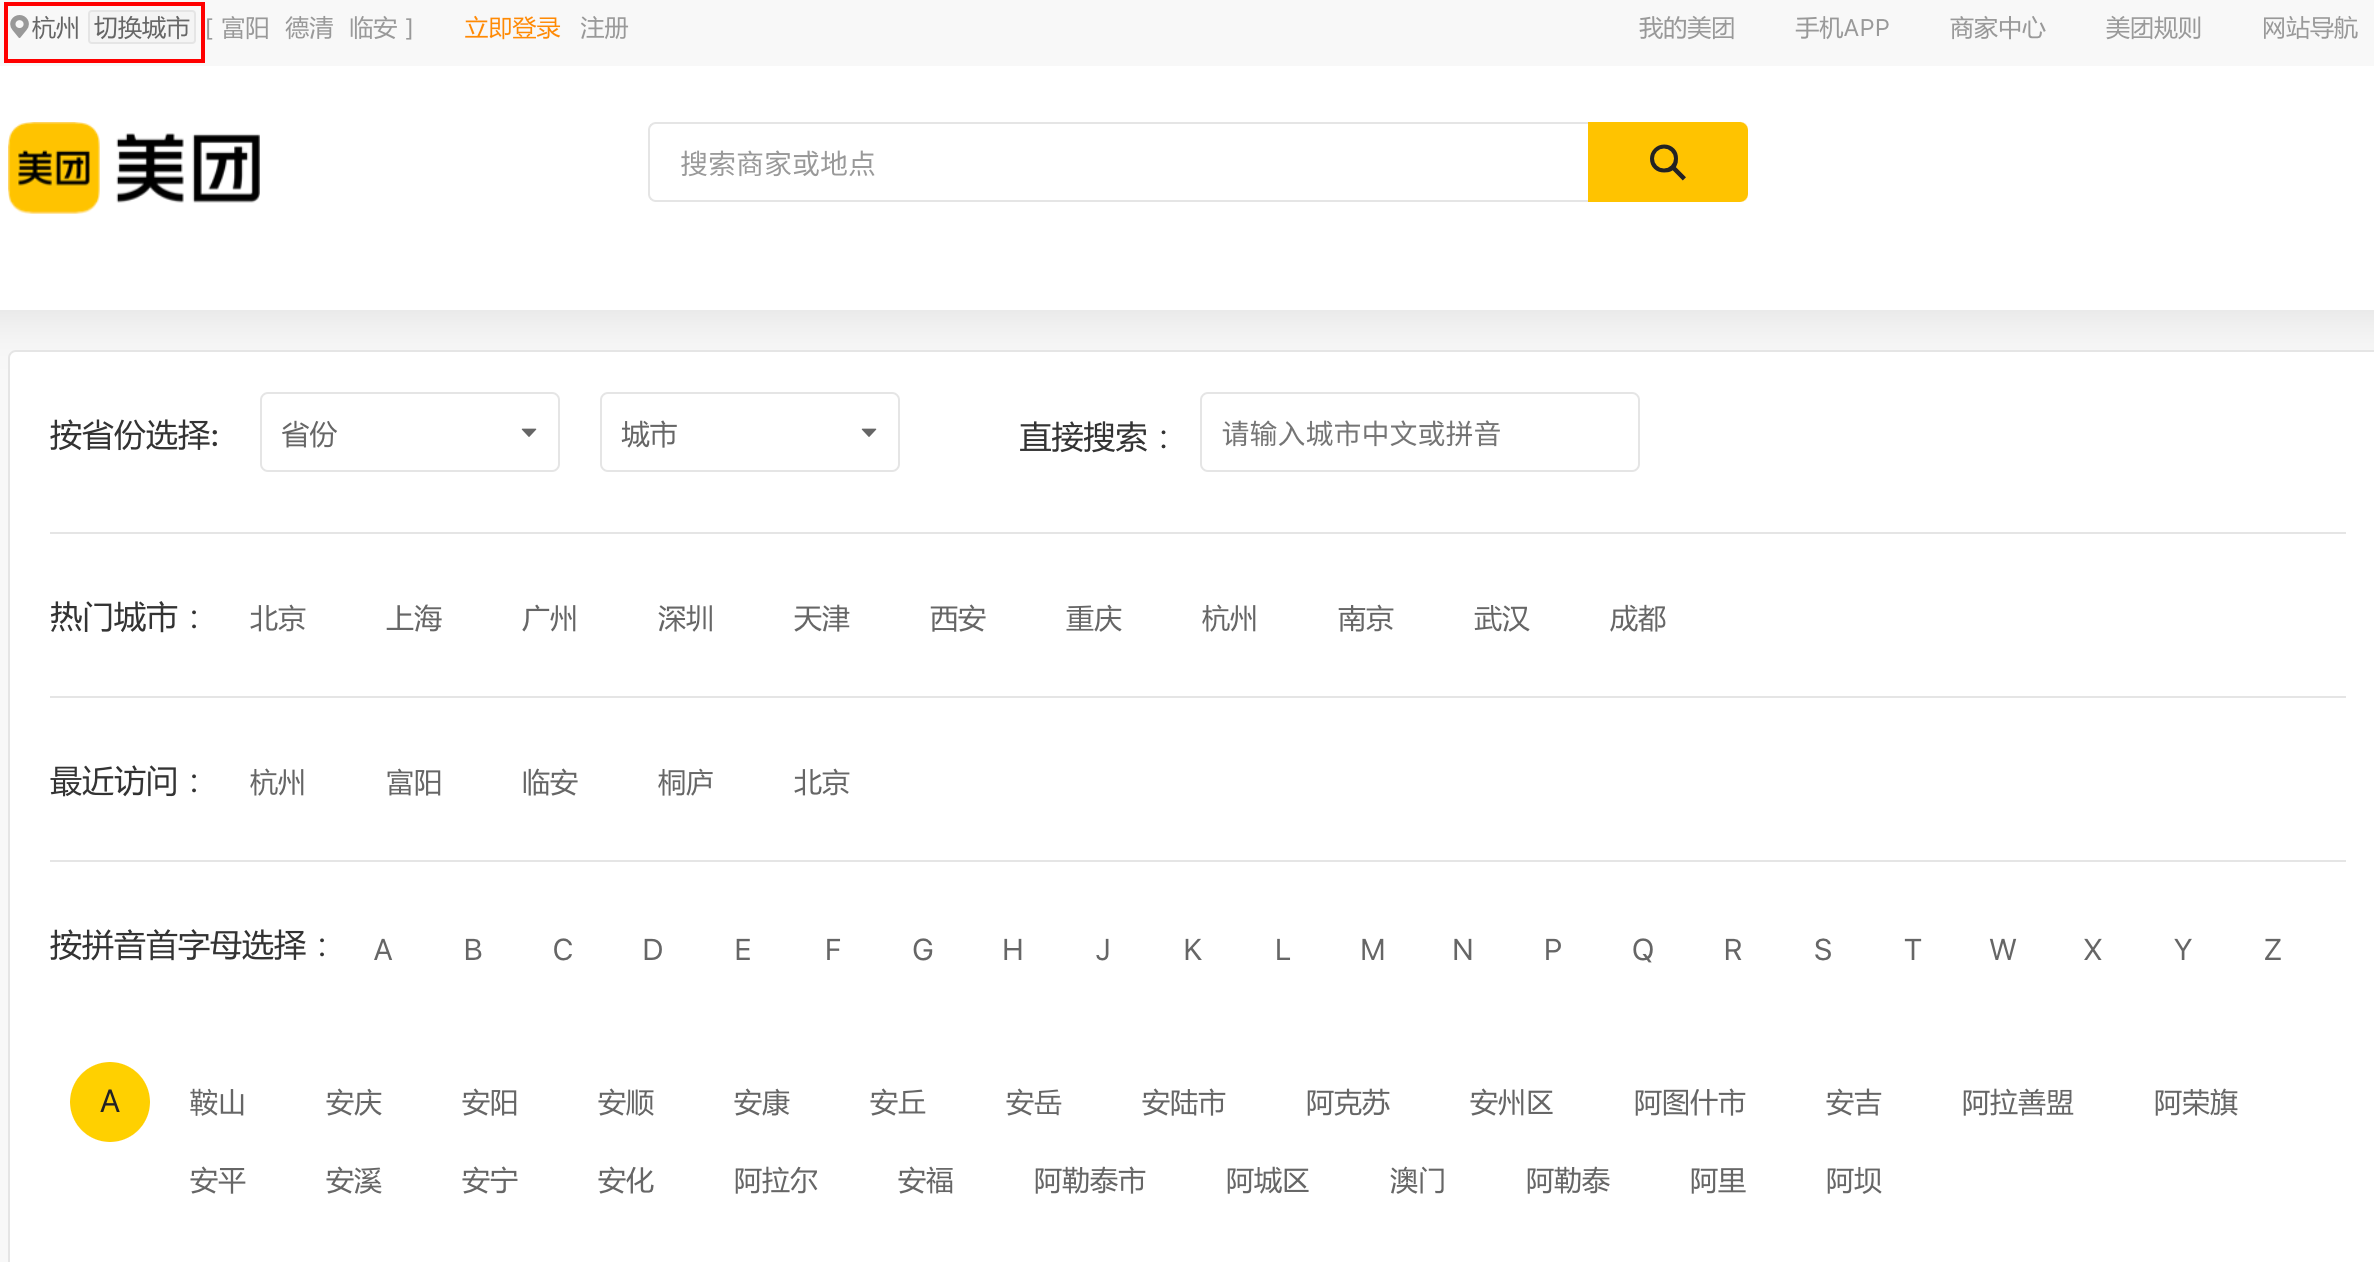 杭州 切换城市 [ 富阳 德清 临安 ] 立即登录 注册 我的美团 手机APP 商家中心 美团规则 网站导航
美团 美团 搜索商家或地点
按省份选择: 省份 城市 直接搜索： 请输入城市中文或拼音
热门城市： 北京 上海 广州 深圳 天津 西安 重庆 杭州 南京 武汉 成都
最近访问： 杭州 富阳 临安 桐庐 北京
按拼音首字母选择： A B C D E F G H J K L M N P Q R S T W X Y Z
A 鞍山 安庆 安阳 安顺 安康 安丘 安岳 安陆市 阿克苏 安州区 阿图什市 安吉 阿拉善盟 阿荣旗
安平 安溪 安宁 安化 阿拉尔 安福 阿勒泰市 阿城区 澳门 阿勒泰 阿里 阿坝